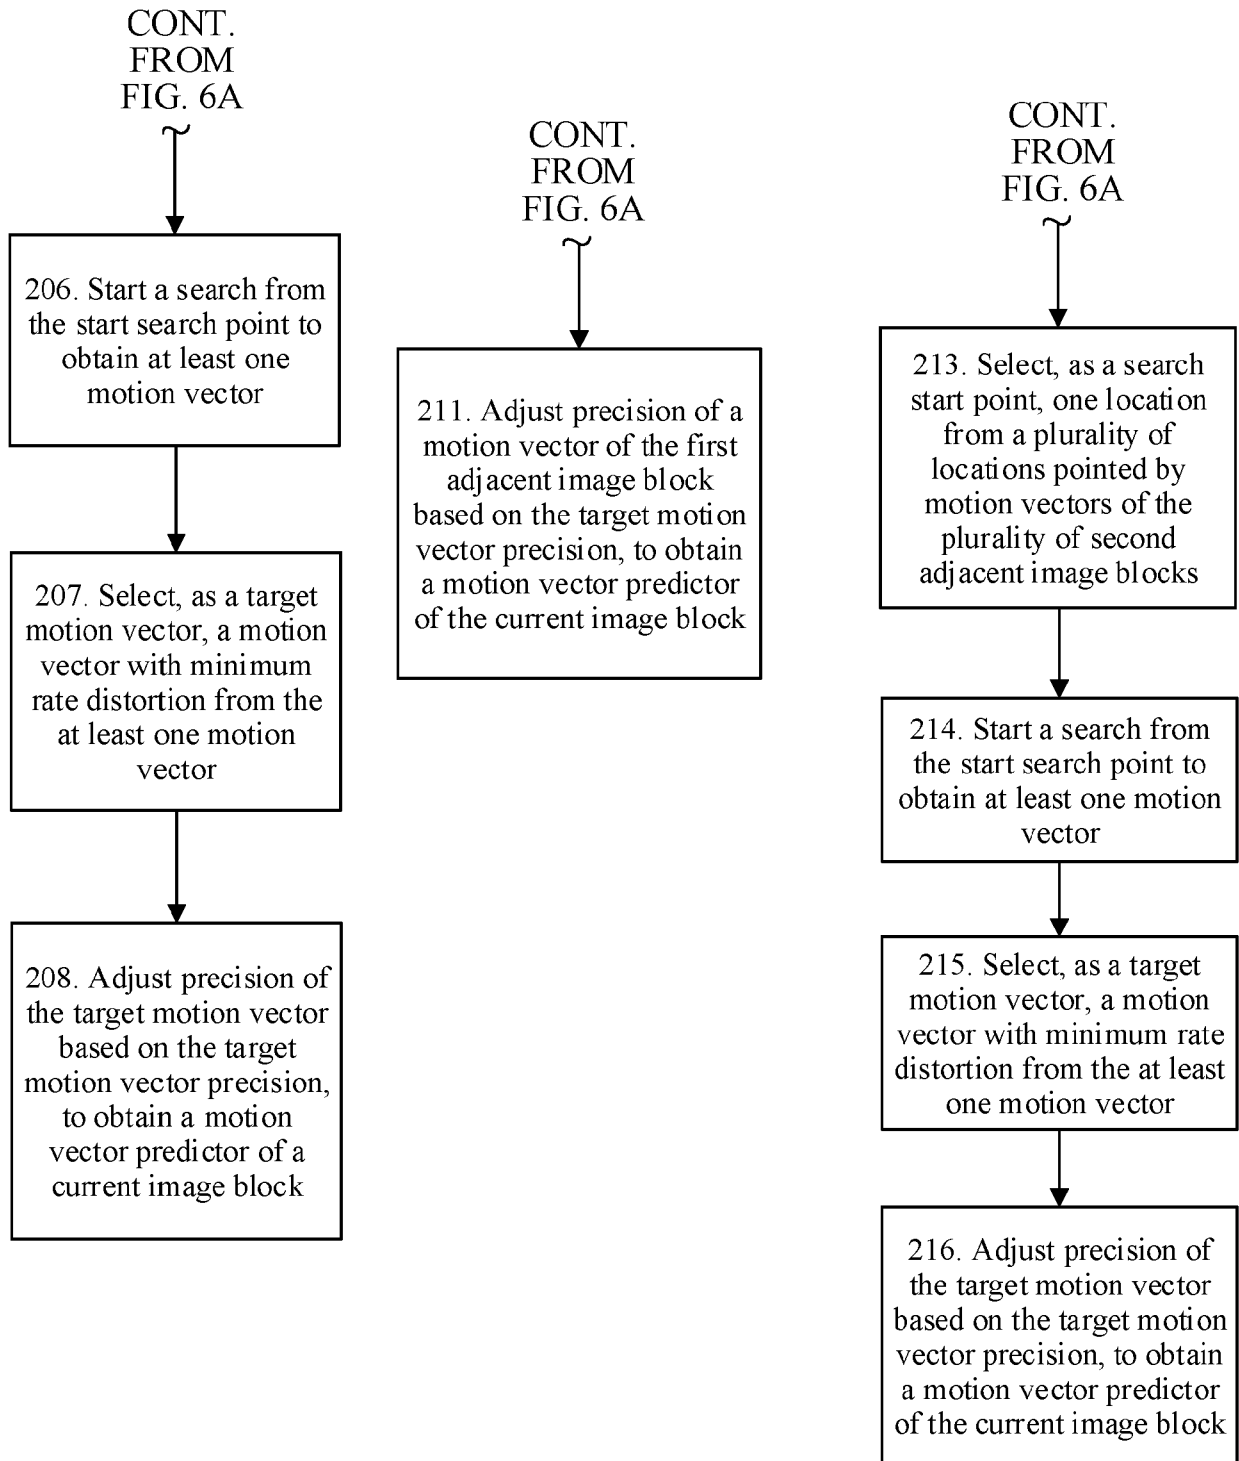 CONT.
FROM
FIG. 6A
206. Start a search from
the start search point to
obtain at least one
motion vector
207. Select, as a target
motion vector, a motion
vector with minimum
rate distortion from the
at least one motion
vector
208. Adjust precision of
the target motion vector
based on the target
motion vector precision,
to obtain a motion
vector predictor of a
current image block
CONT.
FROM
FIG. 6A
211. Adjust precision of a
motion vector of the first
adjacent image block
based on the target motion
vector precision, to obtain
a motion vector predictor
of the current image block
CONT.
FROM
FIG. 6A
213. Select, as a search
start point, one location
from a plurality of
locations pointed by
motion vectors of the
plurality of second
adjacent image blocks
214. Start a search from
the start search point to
obtain at least one motion
vector
215. Select, as a target
motion vector, a motion
vector with minimum rate
distortion from the at least
one motion vector
216. Adjust precision of
the target motion vector
based on the target motion
vector precision, to obtain
a motion vector predictor
of the current image block